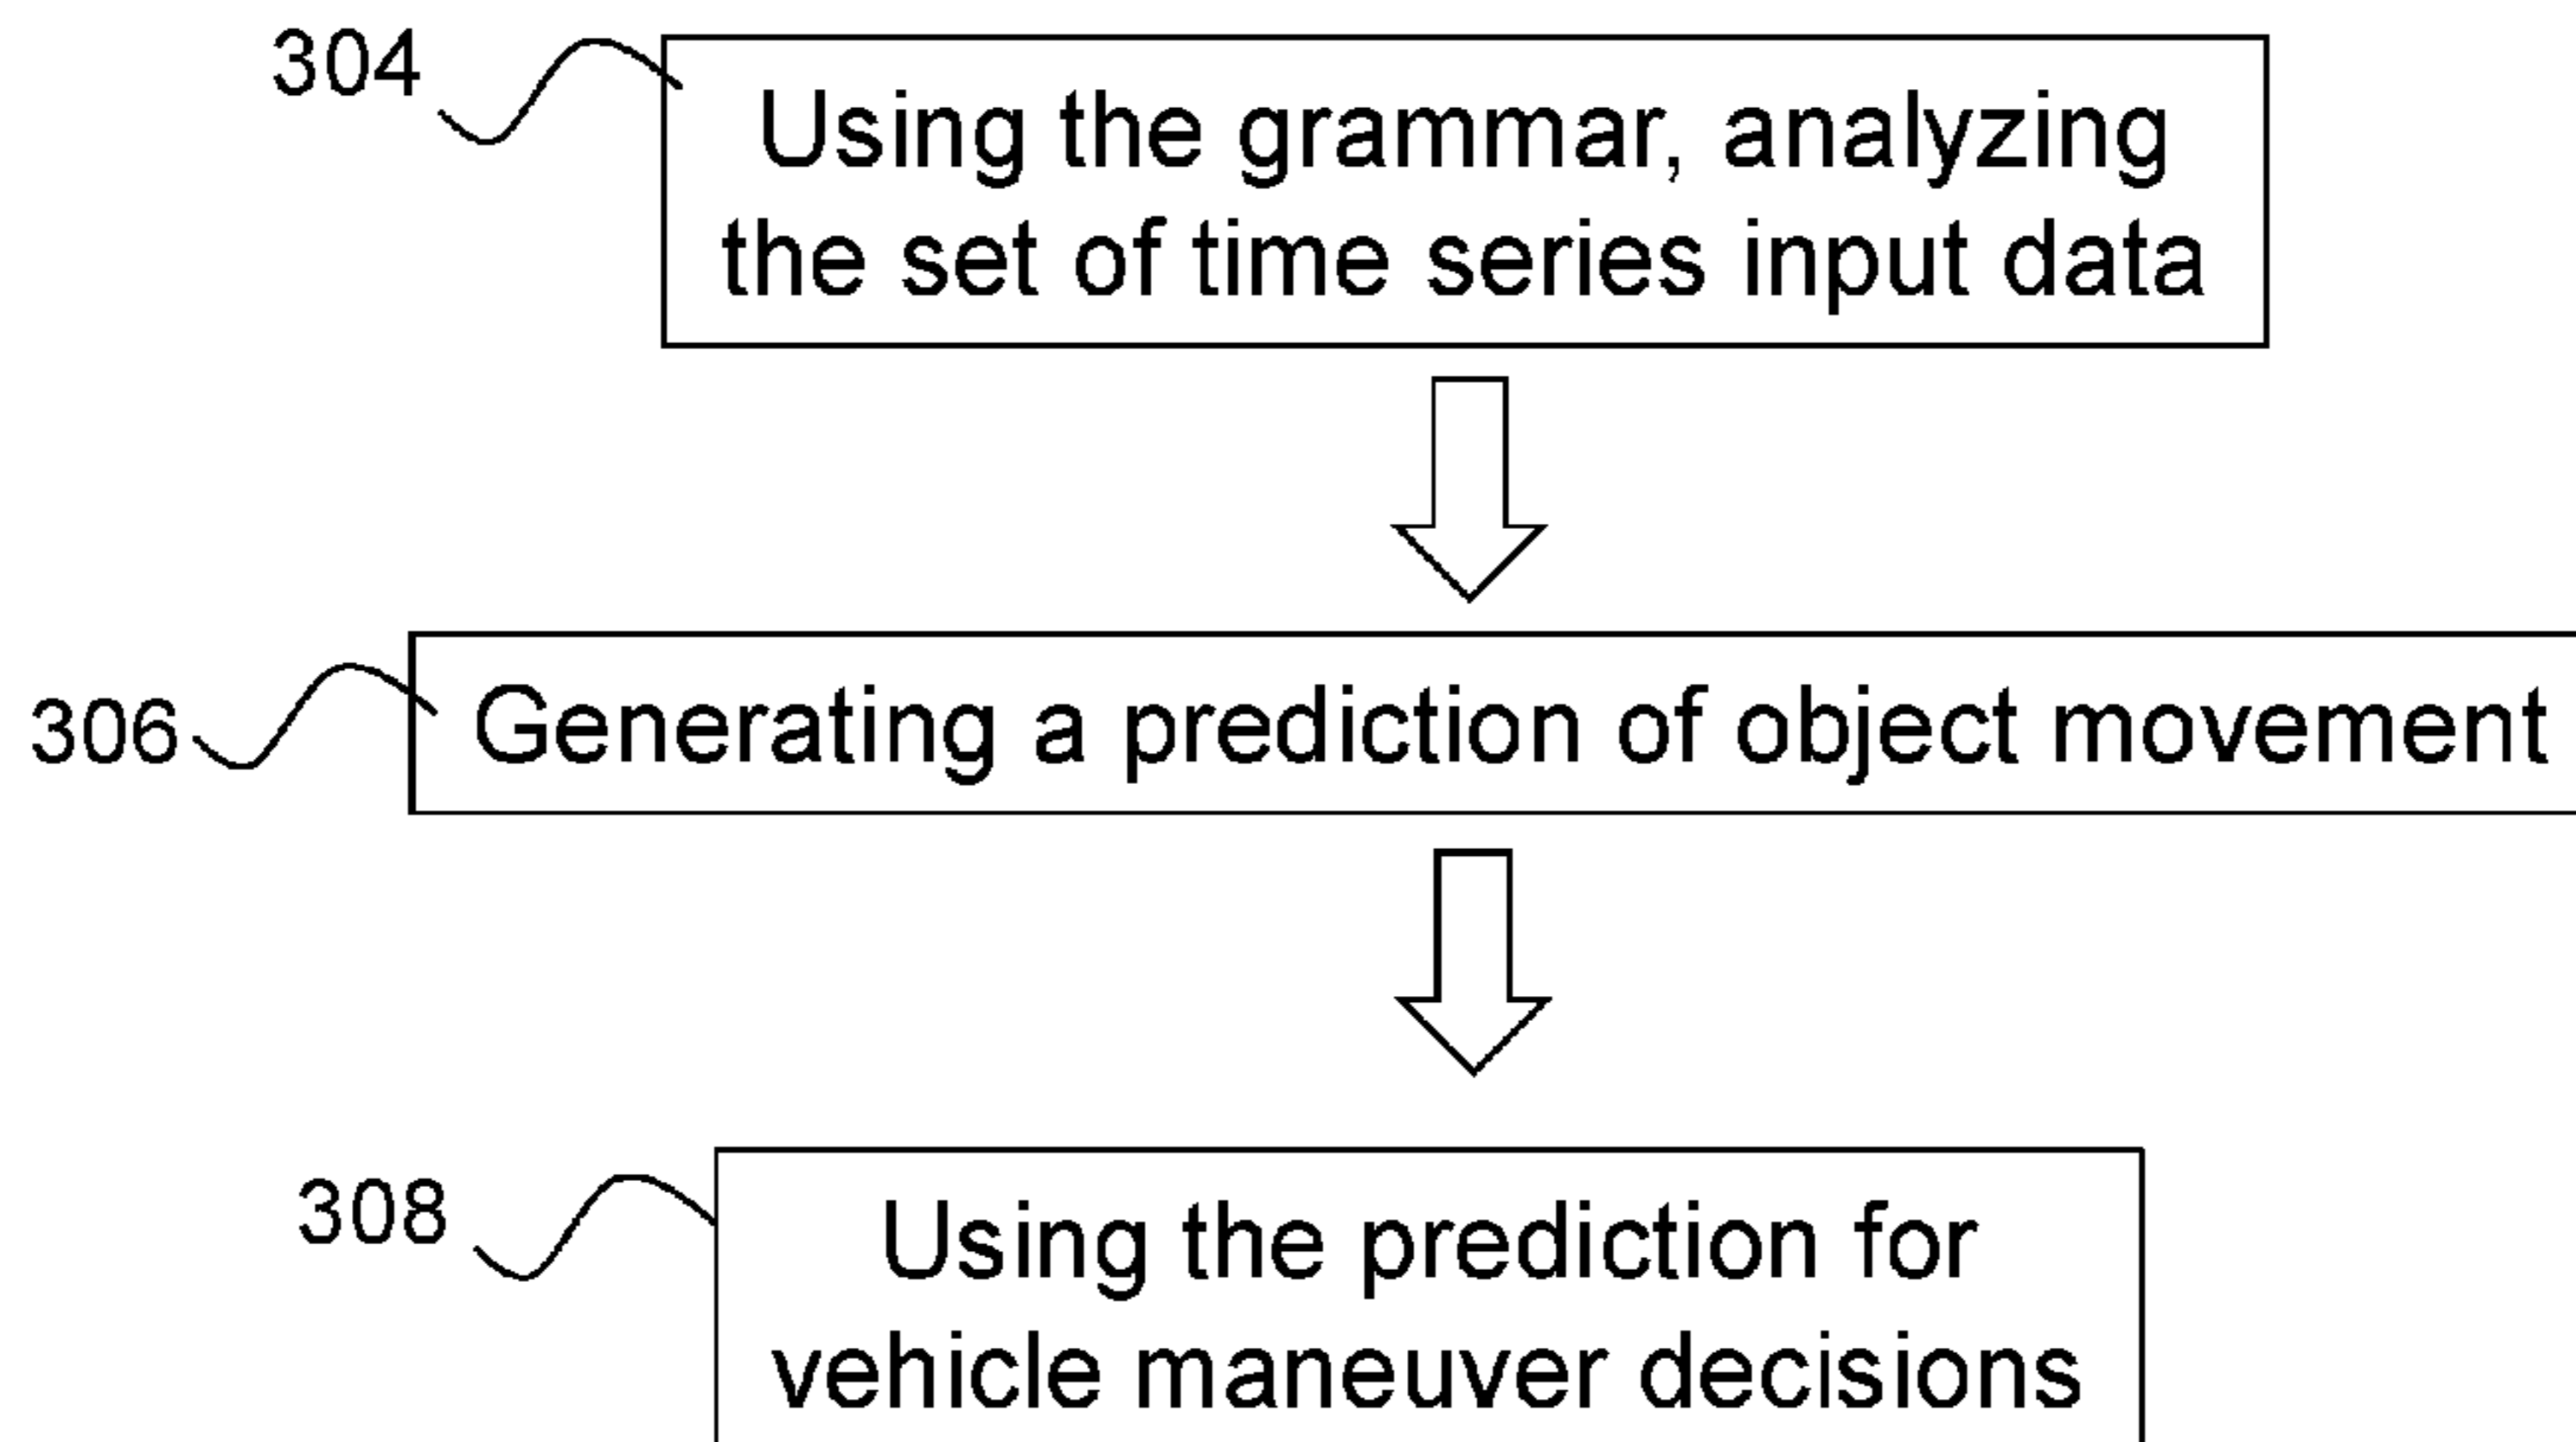 304
Using the grammar, analyzing
the set of time series input data
306
Generating a prediction of object movement
308
Using the prediction for
vehicle maneuver decisions